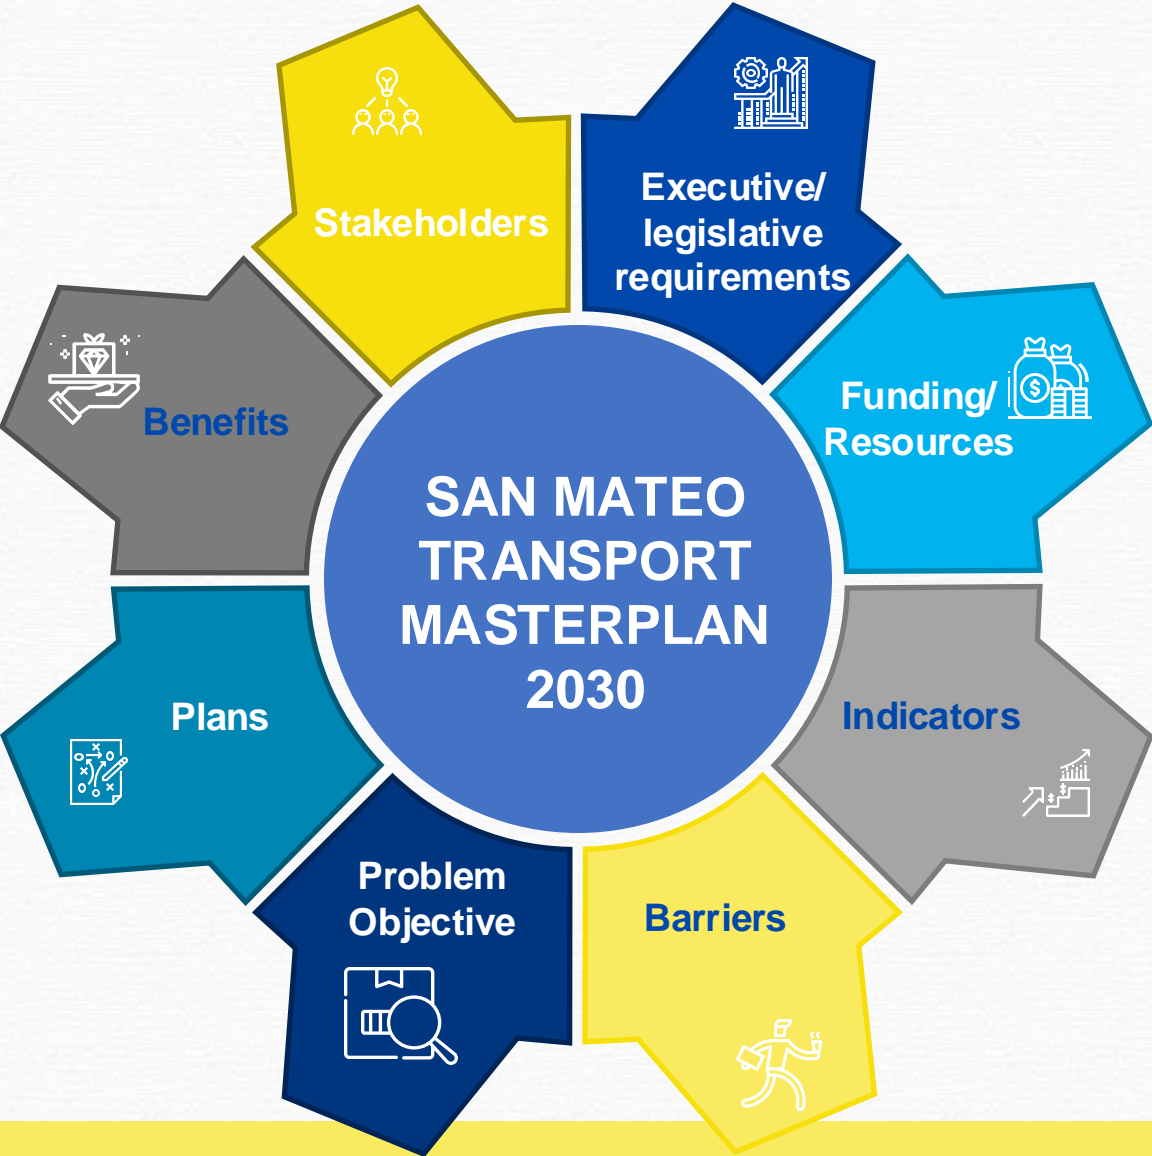 Stakeholders
Executive/
legislative
requirements
Benefits
Funding/
Resources
SAN MATEO
TRANSPORT
MASTERPLAN
2030
Plans
Indicators
Problem
Objective
Barriers